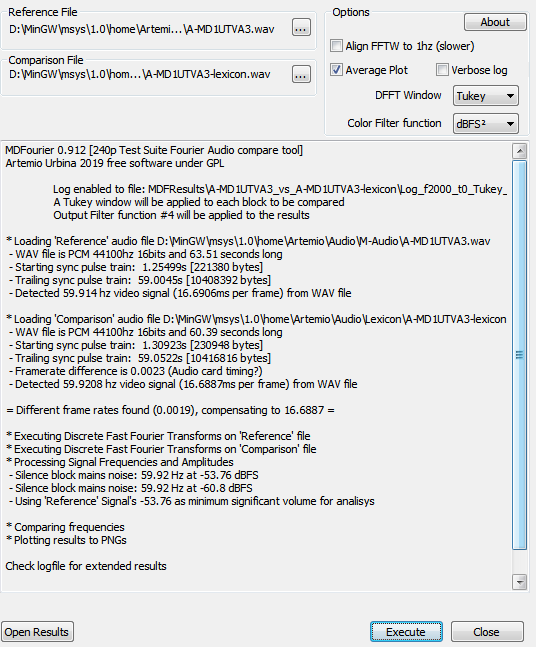 Reference File
D:\MinGW\msys\1.0\home\Artemi...\A-MD1UTVA3.wav
...
Comparison File
D:\MinGW\msys\1.0\hom...\A-MD1UTVA3-lexicon.wav
...
Options
About
Align FFTW to 1hz (slower)
Average Plot
Verbose log
DFFT Window
Tukey
Color Filter function
dBFS²
MDFourier 0.912 [240p Test Suite Fourier Audio compare tool]
Artemio Urbina 2019 free software under GPL
Log enabled to file: MDFResults\A-MD1UTVA3_vs_A-MD1UTVA3-lexicon\Log_f2000_t0_Tukey_
A Tukey window will be applied to each block to be compared
Output Filter function #4 will be applied to the results
* Loading 'Reference' audio file D:\MinGW\msys\1.0\home\Artemio\Audio\M-Audio\A-MD1UTVA3.wav
- WAV file is PCM 44100hz 16bits and 63.51 seconds long
- Starting sync pulse train: 1.25499s [221380 bytes]
- Trailing sync pulse train: 59.0045s [10408392 bytes]
- Detected 59.914 hz video signal (16.6906ms per frame) from WAV file
* Loading 'Comparison' audio file D:\MinGW\msys\1.0\home\Artemio\Audio\Lexicon\A-MD1UTVA3-lexicon
- WAV file is PCM 44100hz 16bits and 60.39 seconds long
- Starting sync pulse train: 1.30923s [230948 bytes]
- Trailing sync pulse train: 59.0522s [10416816 bytes]
- Framerate difference is 0.0023 (Audio card timing?)
- Detected 59.9208 hz video signal (16.6887ms per frame) from WAV file
= Different frame rates found (0.0019), compensating to 16.6887 =
* Executing Discrete Fast Fourier Transforms on 'Reference' file
* Executing Discrete Fast Fourier Transforms on 'Comparison' file
* Processing Signal Frequencies and Amplitudes
- Silence block mains noise: 59.92 Hz at -53.76 dBFS
- Silence block mains noise: 59.92 Hz at -60.8 dBFS
- Using 'Reference' Signal's -53.76 as minimum significant volume for analisys
* Comparing frequencies
* Plotting results to PNGs
Check logfile for extended results
Open Results
Execute
Close